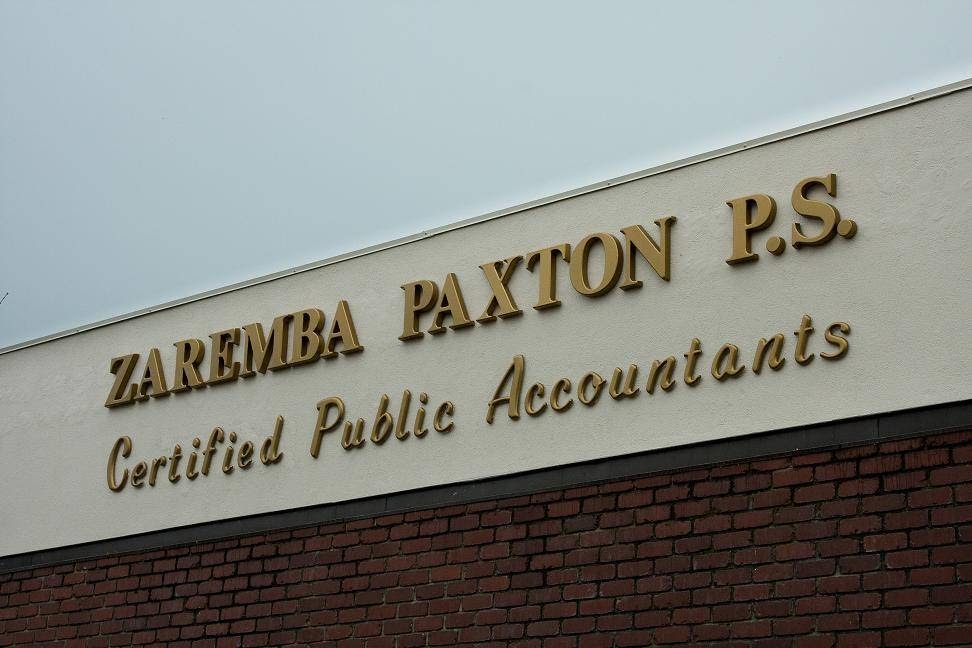 ZAREMBA PAXTON P.S.
Certified Public Accountants